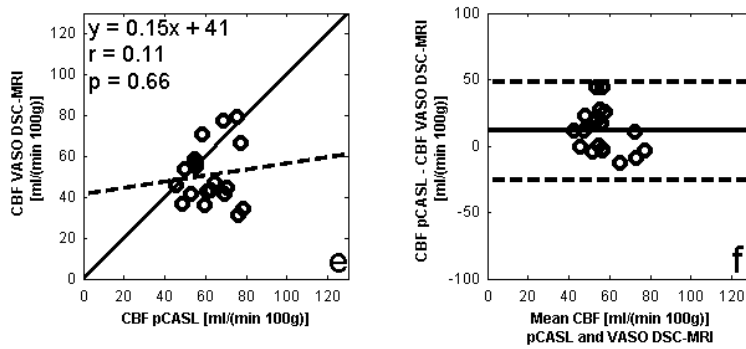 y = 0.15x + 41
r = 0.11
p = 0.66
CBF VASO DSC-MRI
[ml/(min 100g)]
120
100
80
60
40
20
0
0 20 40 60 80 100 120
CBF pCASL [ml/(min 100g)]
e
CBF pCASL - CBF VASO DSC-MRI
[ml/(min 100g)]
100
50
0
-50
-100
0 20 40 60 80 100 120
Mean CBF [ml/(min 100g)]
pCASL and VASO DSC-MRI
f